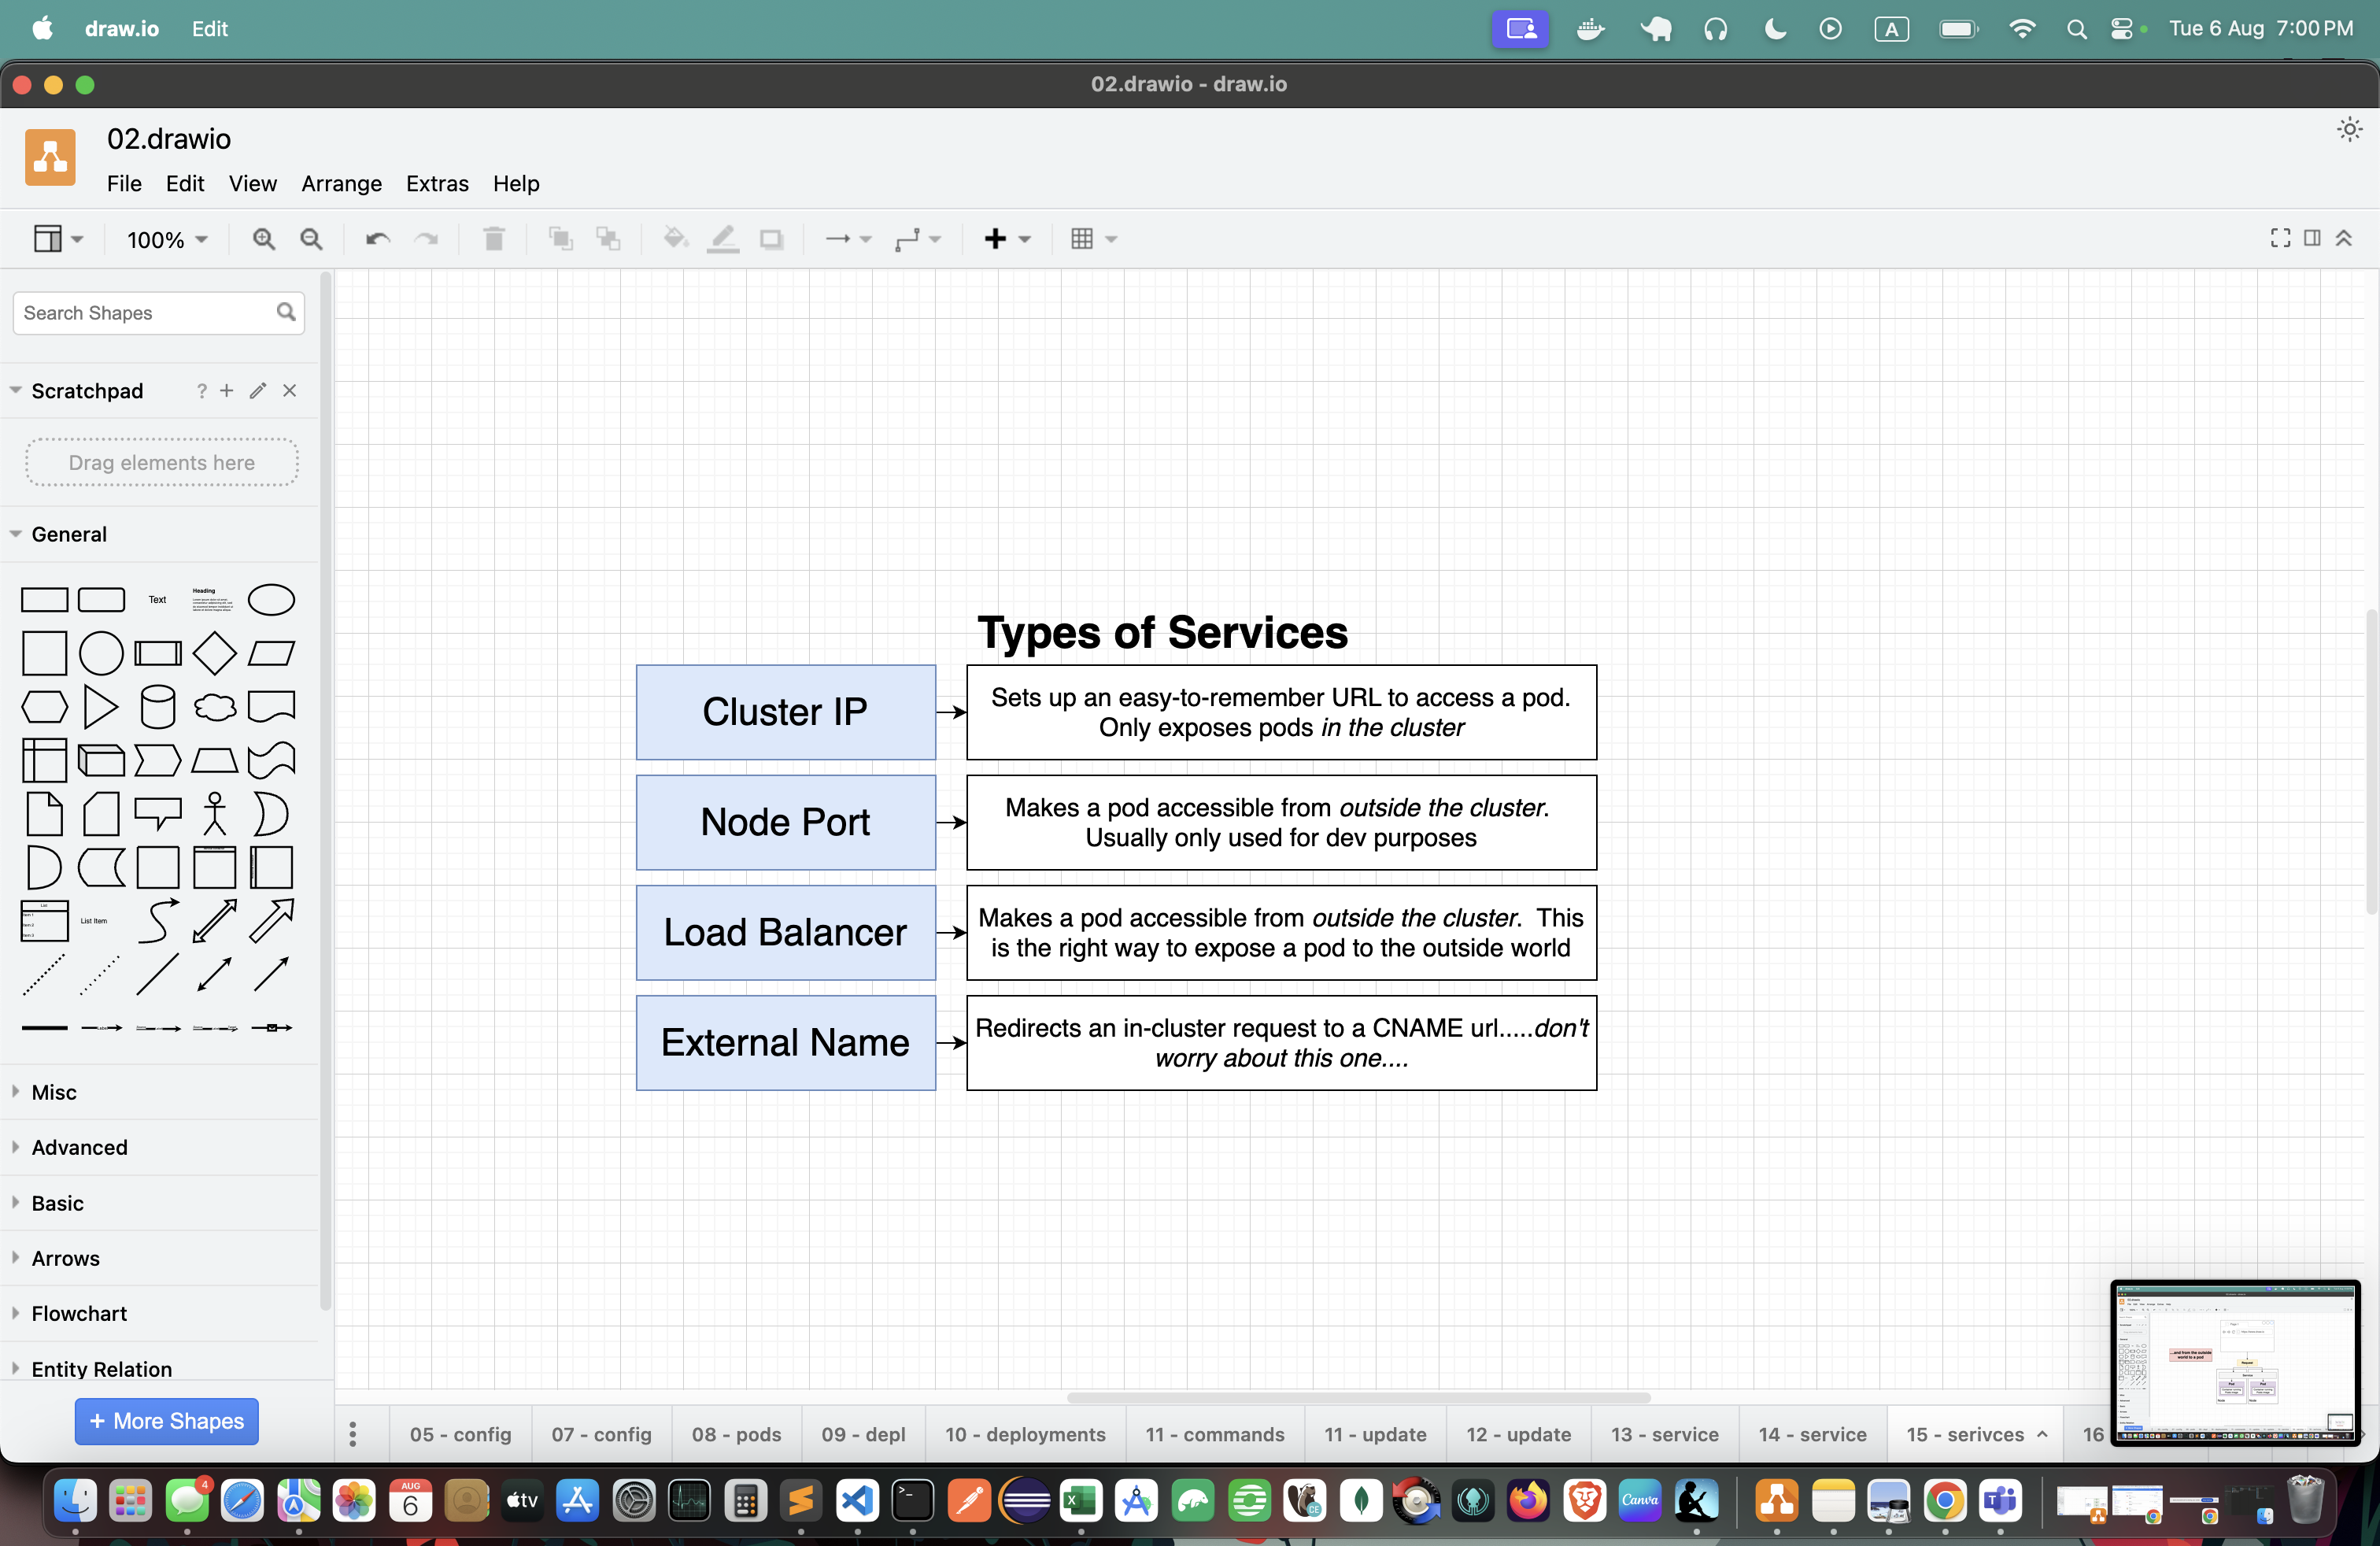 draw.io Edit
A
Tue 6 Aug 7:00 PM
02.drawio - draw.io
02.drawio
File Edit View Arrange Extras Help
100%
Search Shapes
Scratchpad
?
Drag elements here
General
Text
Heading
List
List Item
Misc
Advanced
Basic
Arrows
Flowchart
Entity Relation
+ More Shapes
Types of Services
Cluster IP
Sets up an easy-to-remember URL to access a pod.
Only exposes pods in the cluster
Node Port
Makes a pod accessible from outside the cluster.
Usually only used for dev purposes
Load Balancer
Makes a pod accessible from outside the cluster. This
is the right way to expose a pod to the outside world
External Name
Redirects an in-cluster request to a CNAME url.....don't
worry about this one....
05 - config
07 - config
08 - pods
09 - depl
10 - deployments
11 - commands
11 - update
12 - update
13 - service
14 - service
15 - serivces
16
4
AUG
6
tv
CE
Canva